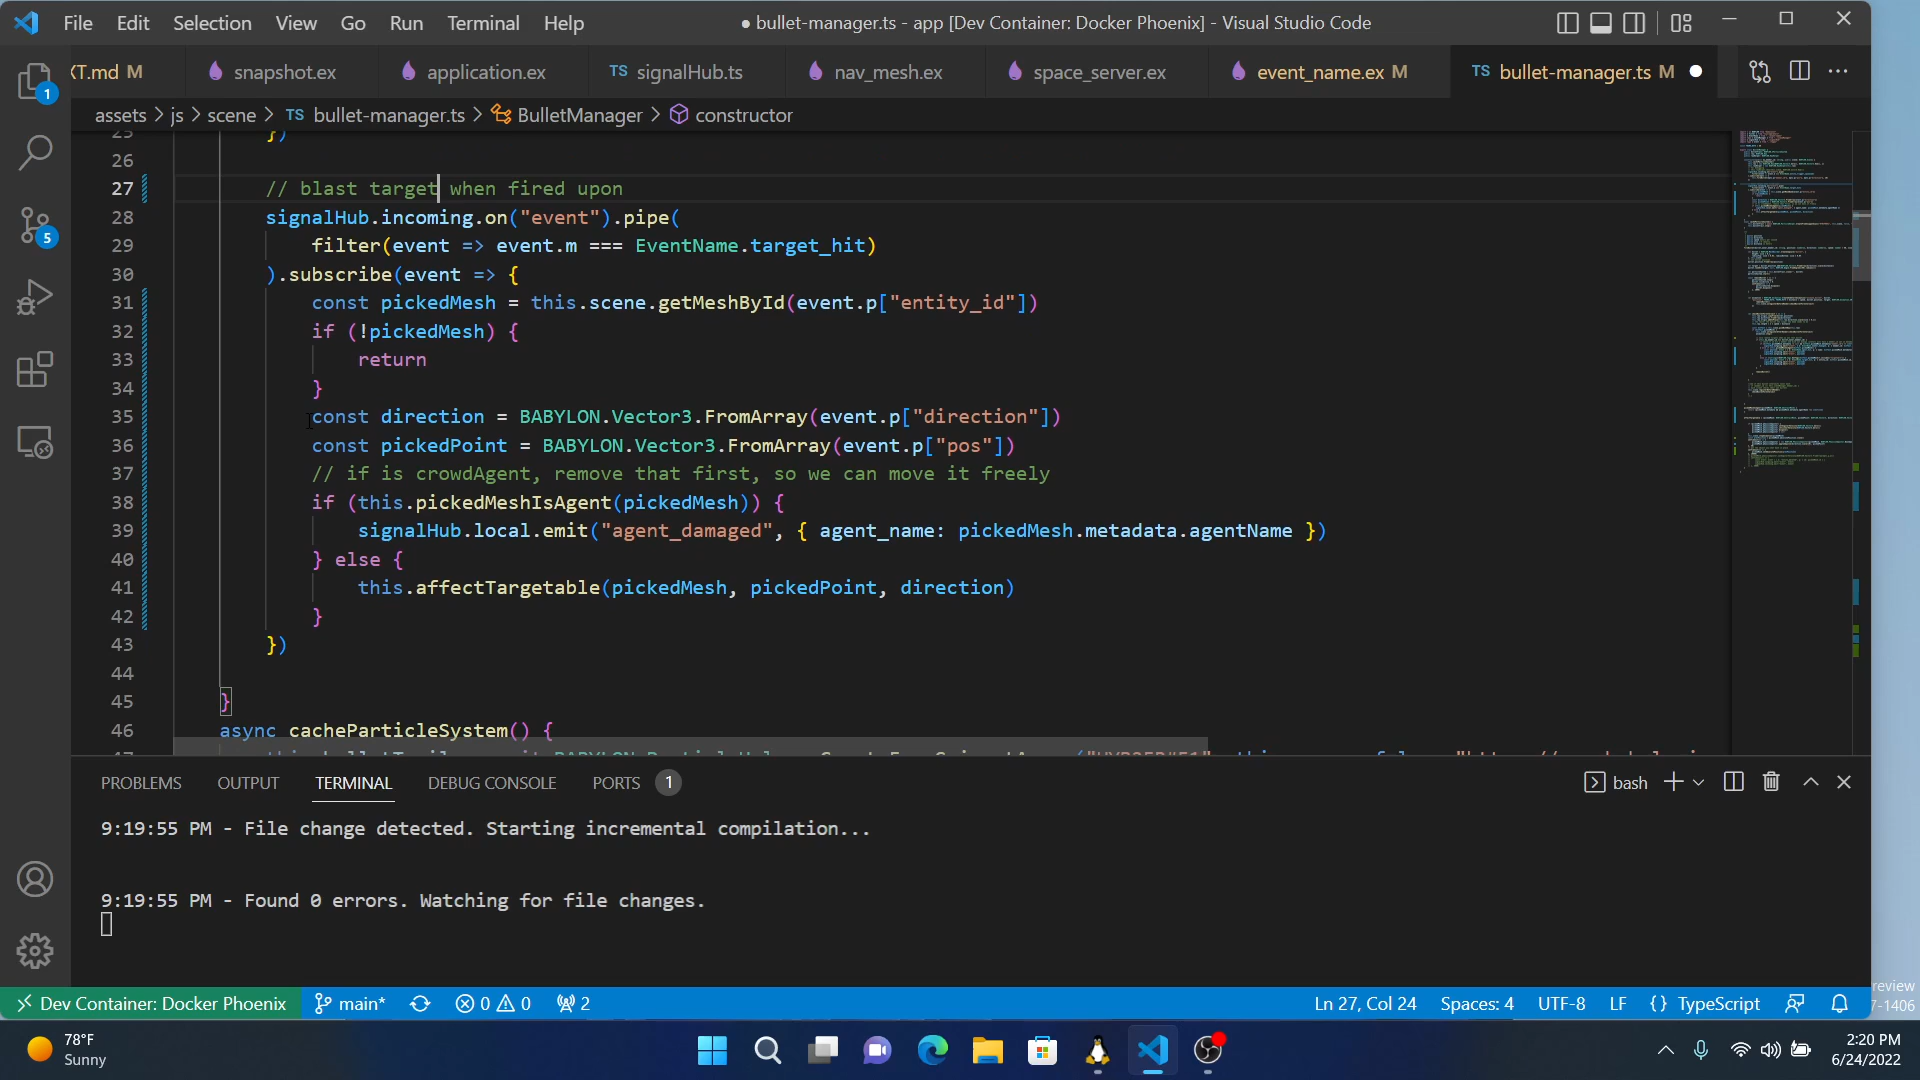 File Edit Selection View Go Run Terminal Help
● bullet-manager.ts - app [Dev Container: Docker Phoenix] - Visual Studio Code
XT.md M snapshot.ex application.ex TS signalHub.ts nav_mesh.ex space_server.ex event_name.ex M TS bullet-manager.ts M
assets > js > scene > TS bullet-manager.ts > BulletManager > constructor
25 })
26
27 // blast target when fired upon
28 signalHub.incoming.on("event").pipe(
29 filter(event => event.m === EventName.target_hit)
30 ).subscribe(event => {
31 const pickedMesh = this.scene.getMeshById(event.p["entity_id"])
32 if (!pickedMesh) {
33 return
34 }
35 const direction = BABYLON.Vector3.FromArray(event.p["direction"])
36 const pickedPoint = BABYLON.Vector3.FromArray(event.p["pos"])
37 // if is crowdAgent, remove that first, so we can move it freely
38 if (this.pickedMeshIsAgent(pickedMesh)) {
39 signalHub.local.emit("agent_damaged", { agent_name: pickedMesh.metadata.agentName })
40 } else {
41 this.affectTargetable(pickedMesh, pickedPoint, direction)
42 }
43 })
44
45 }
46 async cacheParticleSystem() {
1
5
PROBLEMS OUTPUT TERMINAL DEBUG CONSOLE PORTS 1 bash
9:19:55 PM - File change detected. Starting incremental compilation...
9:19:55 PM - Found 0 errors. Watching for file changes.
Dev Container: Docker Phoenix main* 0 0 2 Ln 27, Col 24 Spaces: 4 UTF-8 LF {} TypeScript
review
7-1406
78°F
Sunny
2:20 PM
6/24/2022